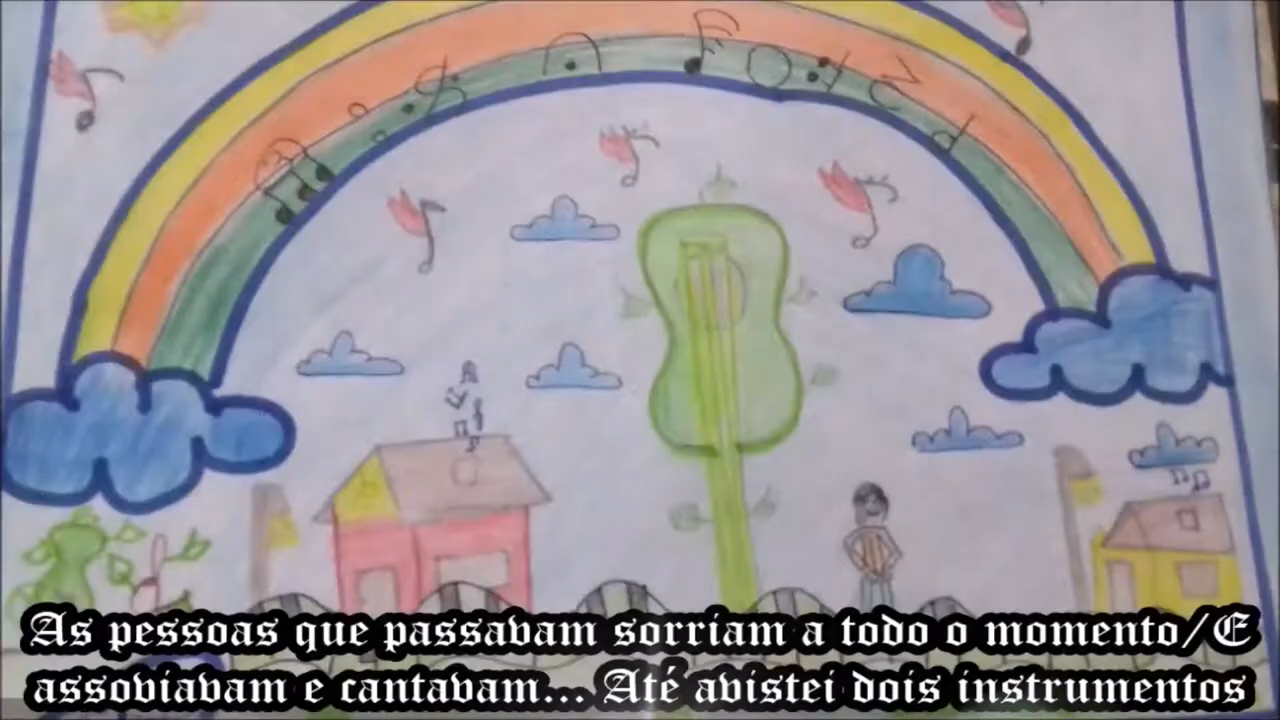 As pessoas que passavam sorriam a todo o momento/E
assoviavam e cantavam... Até avistei dois instrumentos